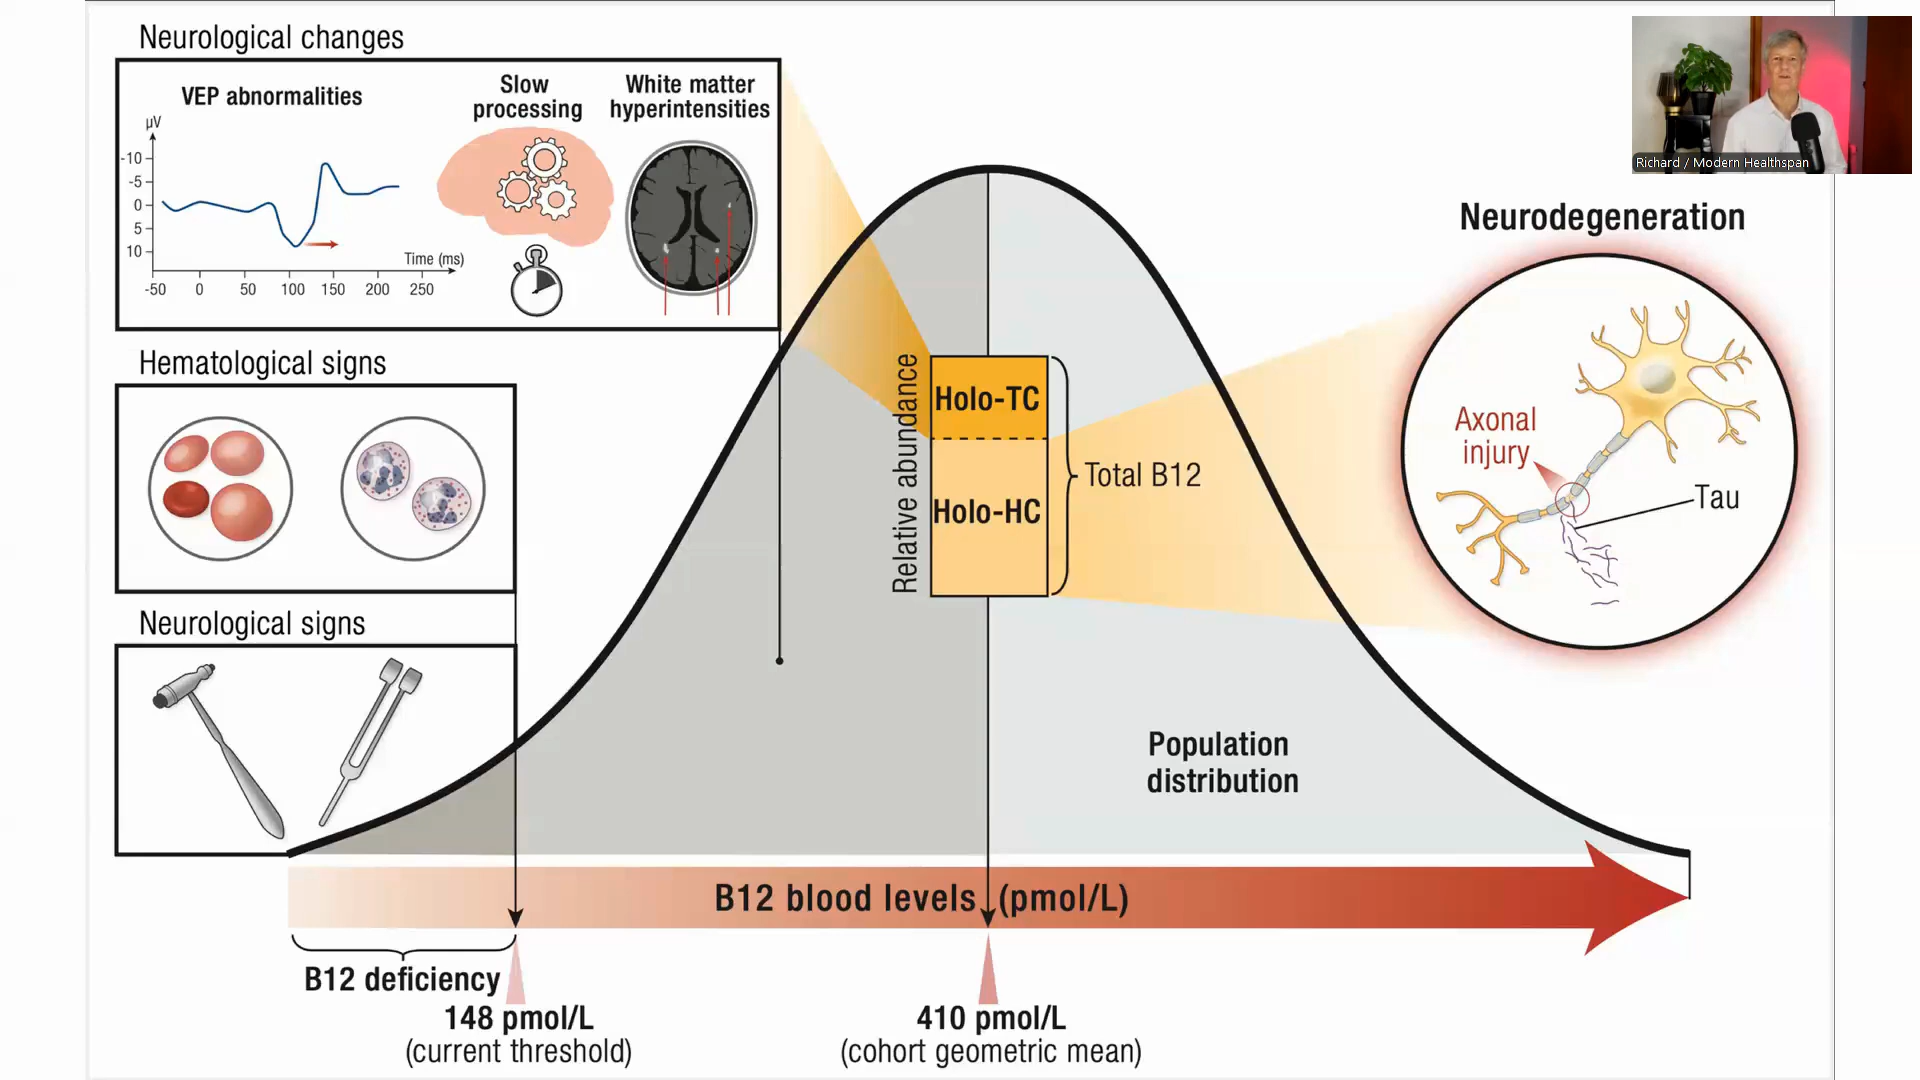 Neurological changes
VEP abnormalities
Slow
processing
White matter
hyperintensities
µV
-10
-5
0
5
10
Time (ms)
-50 0 50 100 150 200 250
Hematological signs
Neurological signs
Relative abundance
Holo-TC
Holo-HC
Total B12
Richard / Modern Healthspan
Neurodegeneration
Axonal
injury
Tau
Population
distribution
B12 blood levels (pmol/L)
B12 deficiency
148 pmol/L
(current threshold)
410 pmol/L
(cohort geometric mean)